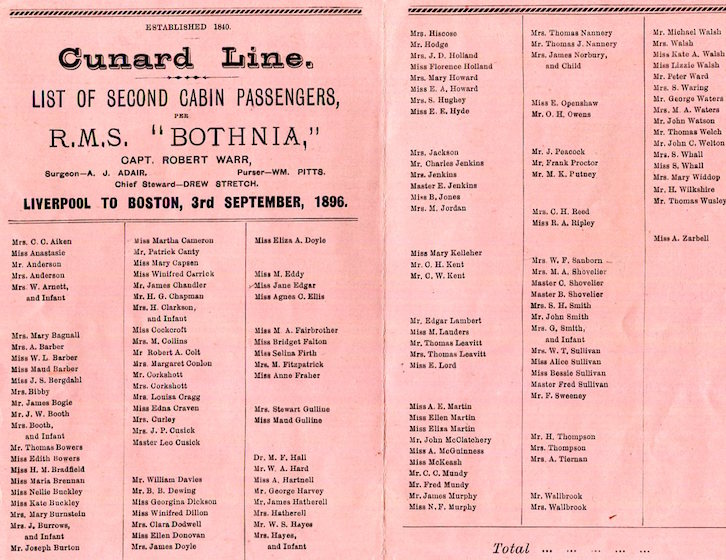 ESTABLISHED 1840.
Cunard Line.
LIST OF SECOND CABIN PASSENGERS,
PER
R.M.S. "BOTHNIA,"
CAPT. ROBERT WARR,
Surgeon—A. J. ADAIR. Purser—WM. PITTS.
Chief Steward—DREW STRETCH.
LIVERPOOL TO BOSTON, 3rd SEPTEMBER, 1896.
Mrs. C. C. Aiken
Miss Anastasic
Mr. Anderson
Mrs. Anderson
Mrs. W. Arnett,
and Infant
Mrs. Mary Bagnall
Mrs. A. Barber
Miss W. L. Barber
Miss Maud Barber
Miss J. S. Bergdahl
Mrs. Bibby
Mr. James Bogie
Mr. J. W. Booth
Mrs. Booth,
and Infant
Mr. Thomas Bowers
Miss Edith Bowers
Miss H. M. Bradfield
Miss Maria Brennan
Miss Nellie Buckley
Miss Kate Buckley
Mrs. Mary Burnstein
Mrs. J. Burrows,
and Infant
Mr. Joseph Burton
Miss Martha Cameron
Mr. Patrick Canty
Miss Mary Capsen
Miss Winifred Carrick
Mr. James Chandler
Mr. H. G. Chapman
Mrs. H. Clarkson,
and Infant
Miss Cockcroft
Mrs. M. Collins
Mr Robert A. Colt
Mrs. Margaret Conlon
Mr. Corkshott
Mrs. Corkshott
Mrs. Louisa Cragg
Miss Edna Craven
Mrs. Curley
Mrs. J. P. Cusick
Master Leo Cusick
Mr. William Davies
Mr. B. B. Dewing
Miss Georgina Dickson
Miss Winifred Dillon
Mrs. Clara Dodwell
Miss Ellen Donovan
Mrs. James Doyle
Miss Eliza A. Doyle
Miss M. Eddy
Miss Jane Edgar
Miss Agnes C. Ellis
Miss M. A. Fairbrother
Miss Bridget Falton
Miss Selina Firth
Mrs. M. Fitzpatrick
Miss Anne Fraher
Mrs. Stewart Gulline
Miss Maud Gulline
Dr. M. F. Hall
Mr. W. A. Hard
Miss A. Hartnell
Mr. George Harvey
Mr. James Hatherell
Mrs. Hatherell
Mr. W. S. Hayes
Mrs. Hayes,
and Infant
Mrs. Hiscose
Mr. Hodge
Mrs. J. D. Holland
Miss Florence Holland
Mrs. Mary Howard
Miss E. A. Howard
Mrs. S. Hughey
Miss E. E. Hyde
Mrs. Jackson
Mr. Charles Jenkins
Mrs. Jenkins
Master E. Jenkins
Miss B. Jones
Mrs. M. Jordan
Miss Mary Kelleher
Mr. C. H. Kent
Mr. C. W. Kent
Mr. Edgar Lambert
Miss M. Lauders
Mr. Thomas Leavitt
Mrs. Thomas Leavitt
Miss E. Lord
Miss A. E. Martin
Miss Ellen Martin
Miss Eliza Martin
Mr. John McClatchery
Miss A. McGuinness
Miss McKeash
Mr. C. C. Mundy
Mr. Fred Mundy
Mr. James Murphy
Miss N. F. Murphy
Mrs. Thomas Nannery
Mr. Thomas J. Nannery
Mrs. James Norbury,
and Child
Miss E. Openshaw
Mr. O. H. Owens
Mr. J. Peacock
Mr. Frank Proctor
Mr. M. K. Putney
Mrs. C. H. Reed
Miss R. A. Ripley
Mrs. W. F. Sanborn
Mrs. M. A. Shovelier
Master C. Shovelier
Master B. Shovelier
Mrs. S. H. Smith
Mr. John Smith
Mrs. G. Smith,
and Infant
Mrs. W. T. Sullivan
Miss Alice Sullivan
Miss Bessie Sullivan
Master Fred Sullivan
Mr. F. Sweeney
Mr. H. Thompson
Mrs. Thompson
Mrs. A. Tiernan
Mr. Wallbrook
Mrs. Wallbrook
Mr. Michael Walsh
Mrs. Walsh
Miss Kate A. Walsh
Miss Lizzie Walsh
Mr. Peter Ward
Mrs. S. Waring
Mr. George Waters
Mrs. M. A. Waters
Mr. John Watson
Mr. Thomas Welch
Mr. John C. Welton
Mrs. S. Whall
Miss S. Whall
Mrs. Mary Widdop
Mr. H. Wilkshire
Mr. Thomas Wusley
Miss A. Zarbell
Total ... ... ... ... ...